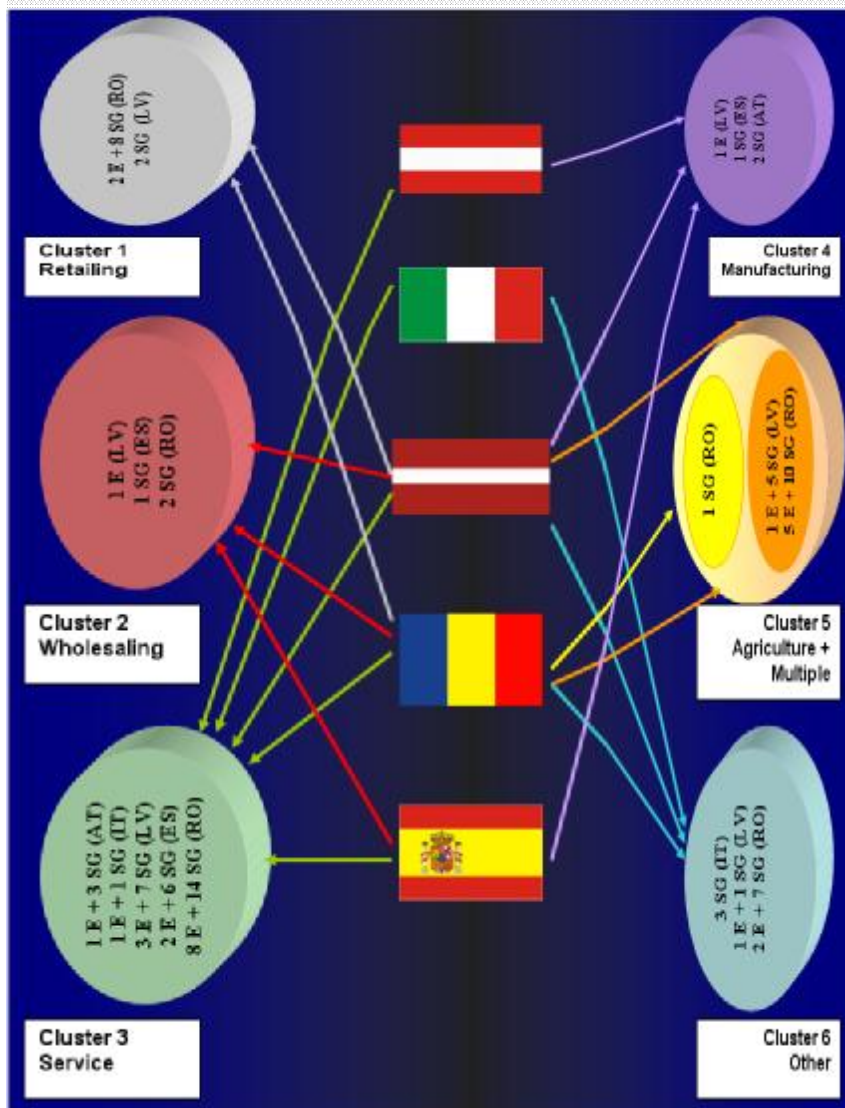 2 E + 8 SG (RO)
2 SG (LV)
Cluster 1
Retailing
1 E (LV)
1 SG (ES)
2 SG (RO)
Cluster 2
Wholesaling
1 E + 3 SG (AT)
1 E + 1 SG (IT)
3 E + 7 SG (LV)
2 E + 6 SG (ES)
8 E + 14 SG (RO)
Cluster 3
Service
1 E (LV)
1 SG (ES)
2 SG (AT)
Cluster 4
Manufacturing
1 SG (RO)
1 E + 5 SG (LV)
5 E + 10 SG (RO)
Cluster 5
Agriculture +
Multiple
3 SG (IT)
1 E + 1 SG (LV)
2 E + 7 SG (RO)
Cluster 6
Other